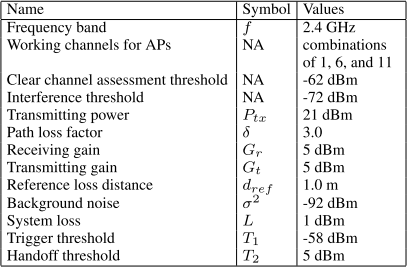 Name Symbol Values
Frequency band f 2.4 GHz
Working channels for APs NA combinations
of 1, 6, and 11
Clear channel assessment threshold NA -62 dBm
Interference threshold NA -72 dBm
Transmitting power P_{tx} 21 dBm
Path loss factor δ 3.0
Receiving gain G_r 5 dBm
Transmitting gain G_t 5 dBm
Reference loss distance d_{ref} 1.0 m
Background noise σ² -92 dBm
System loss L 1 dBm
Trigger threshold T_1 -58 dBm
Handoff threshold T_2 5 dBm